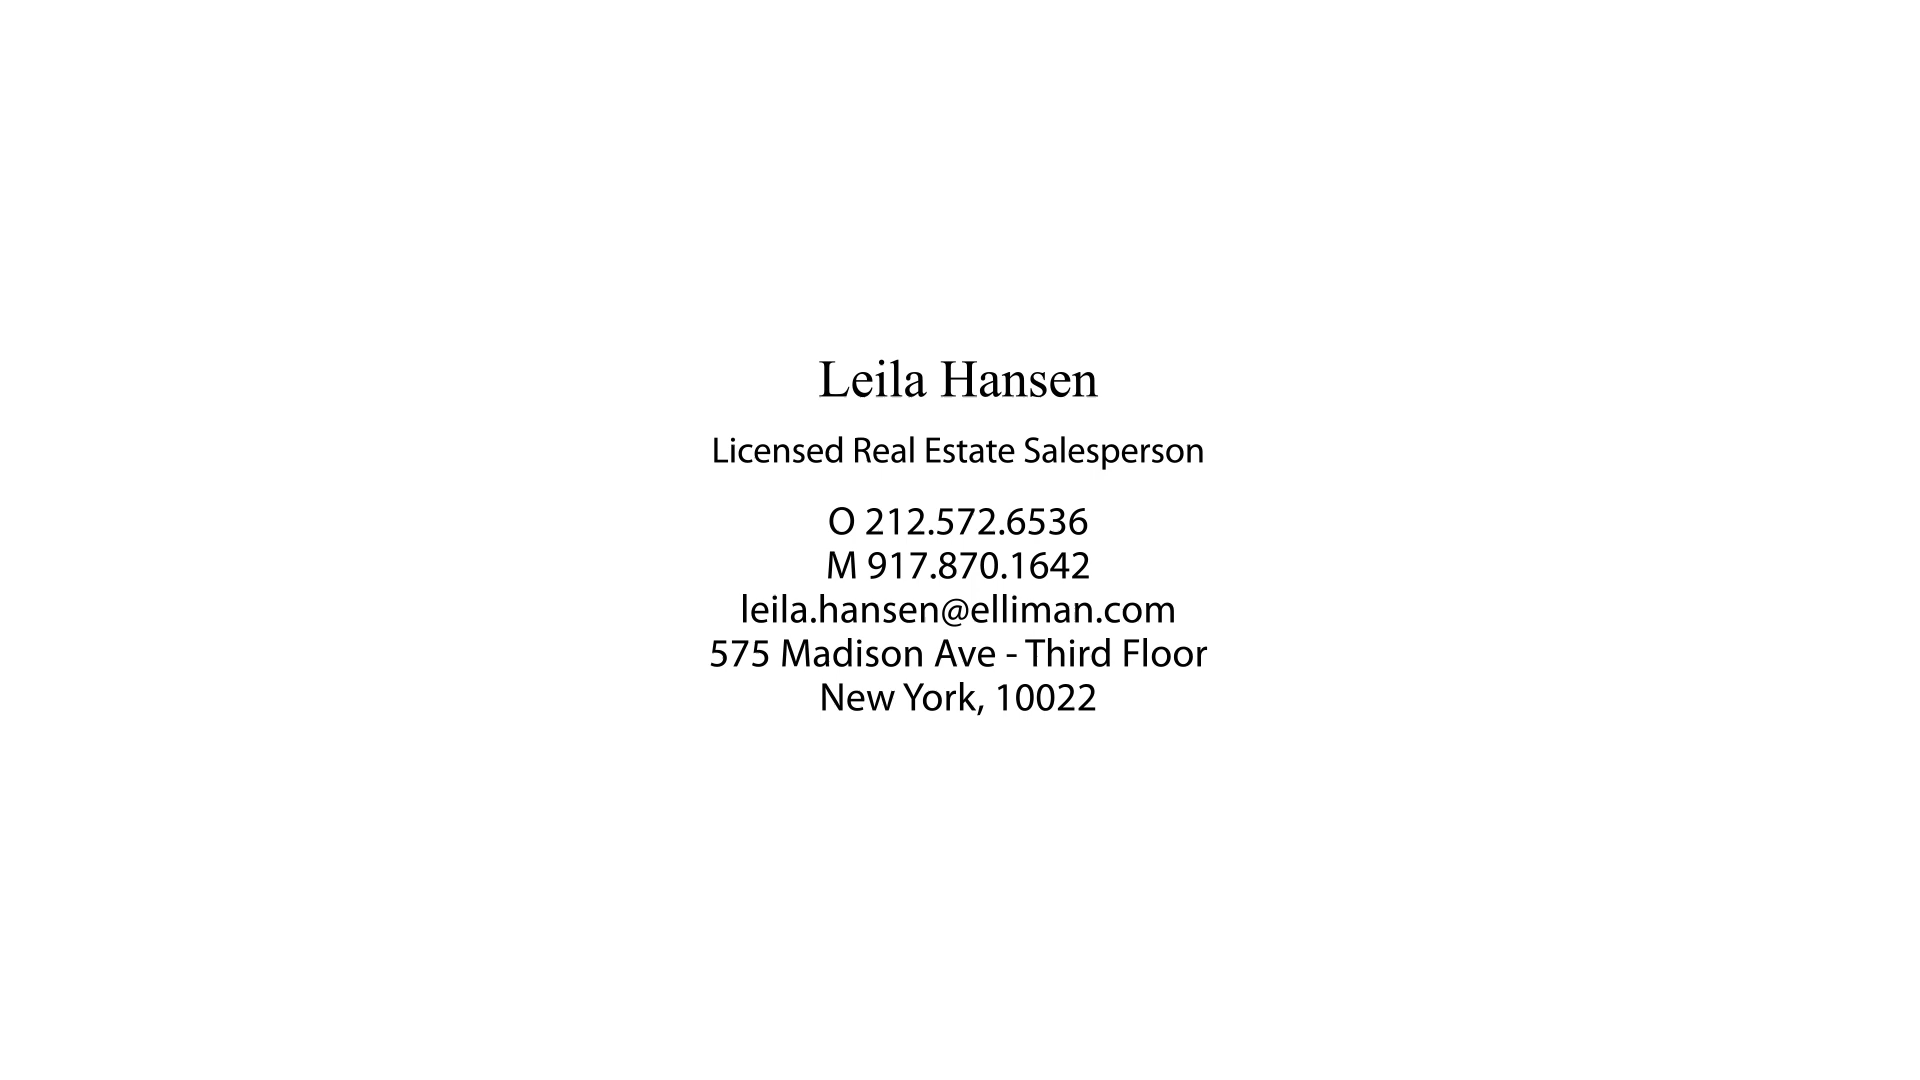 Leila Hansen
Licensed Real Estate Salesperson
O 212.572.6536
M 917.870.1642
leila.hansen@elliman.com
575 Madison Ave - Third Floor
New York, 10022